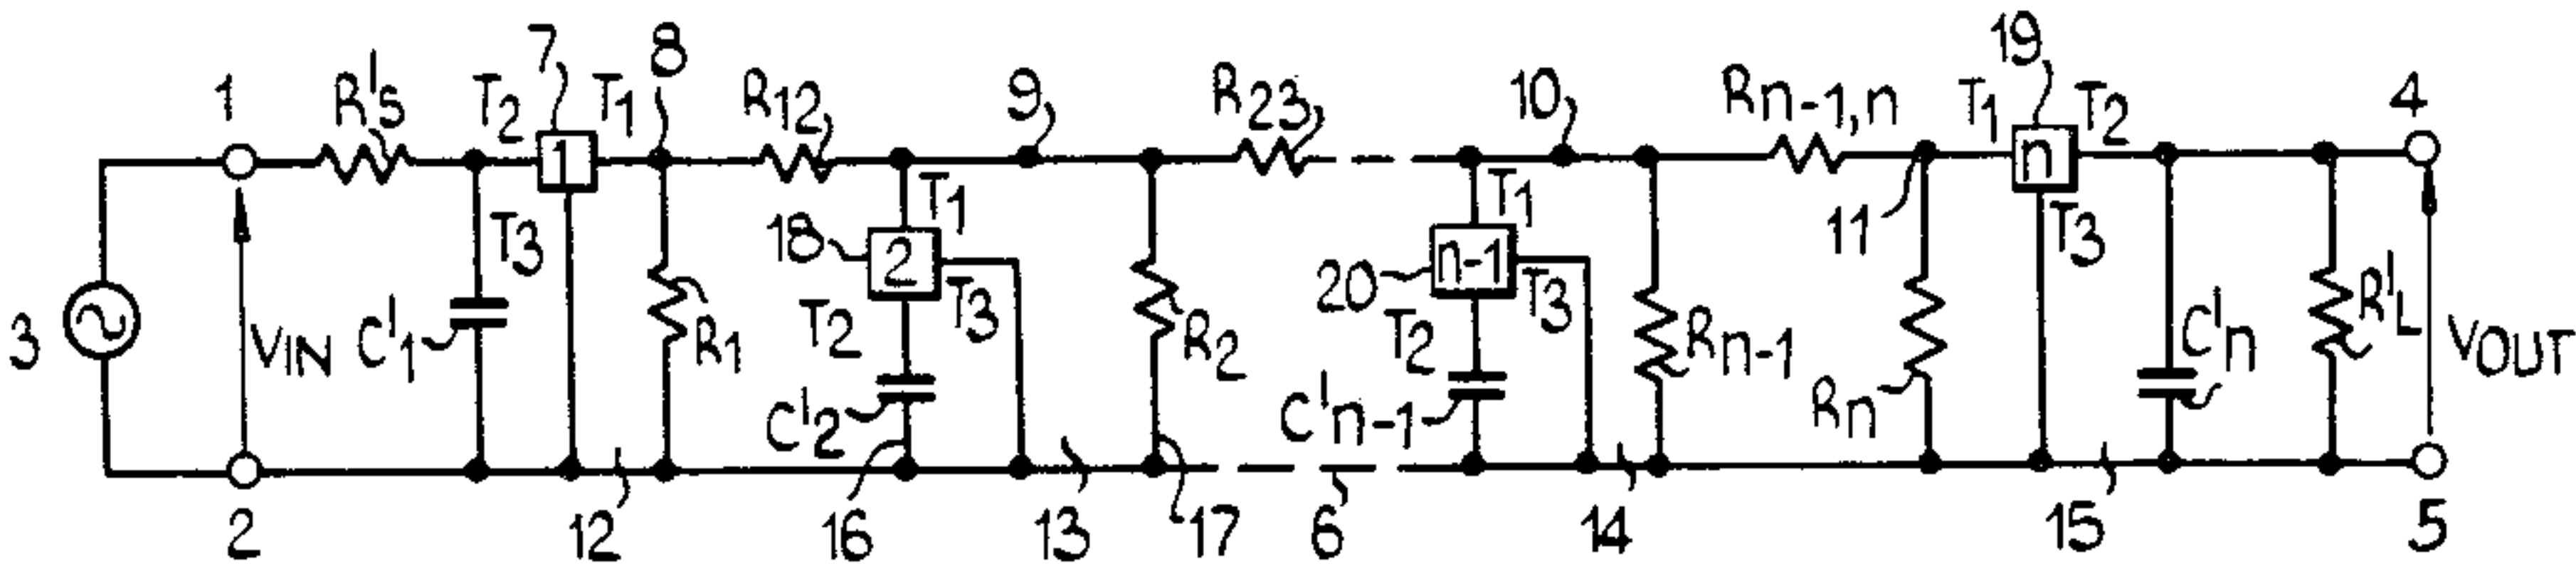 1
R'S
T2
7
T1
8
R12
9
R23
10
Rn-1,n
19
T1
T2
4
1
n
T3
C'1
VIN
3
R1
18
2
T1
T3
T2
C'2
R2
20
n-1
T1
T3
T2
C'n-1
Rn-1
11
Rn
T3
C'n
R'L
VOUT
2
12
16
13
17
6
14
15
5